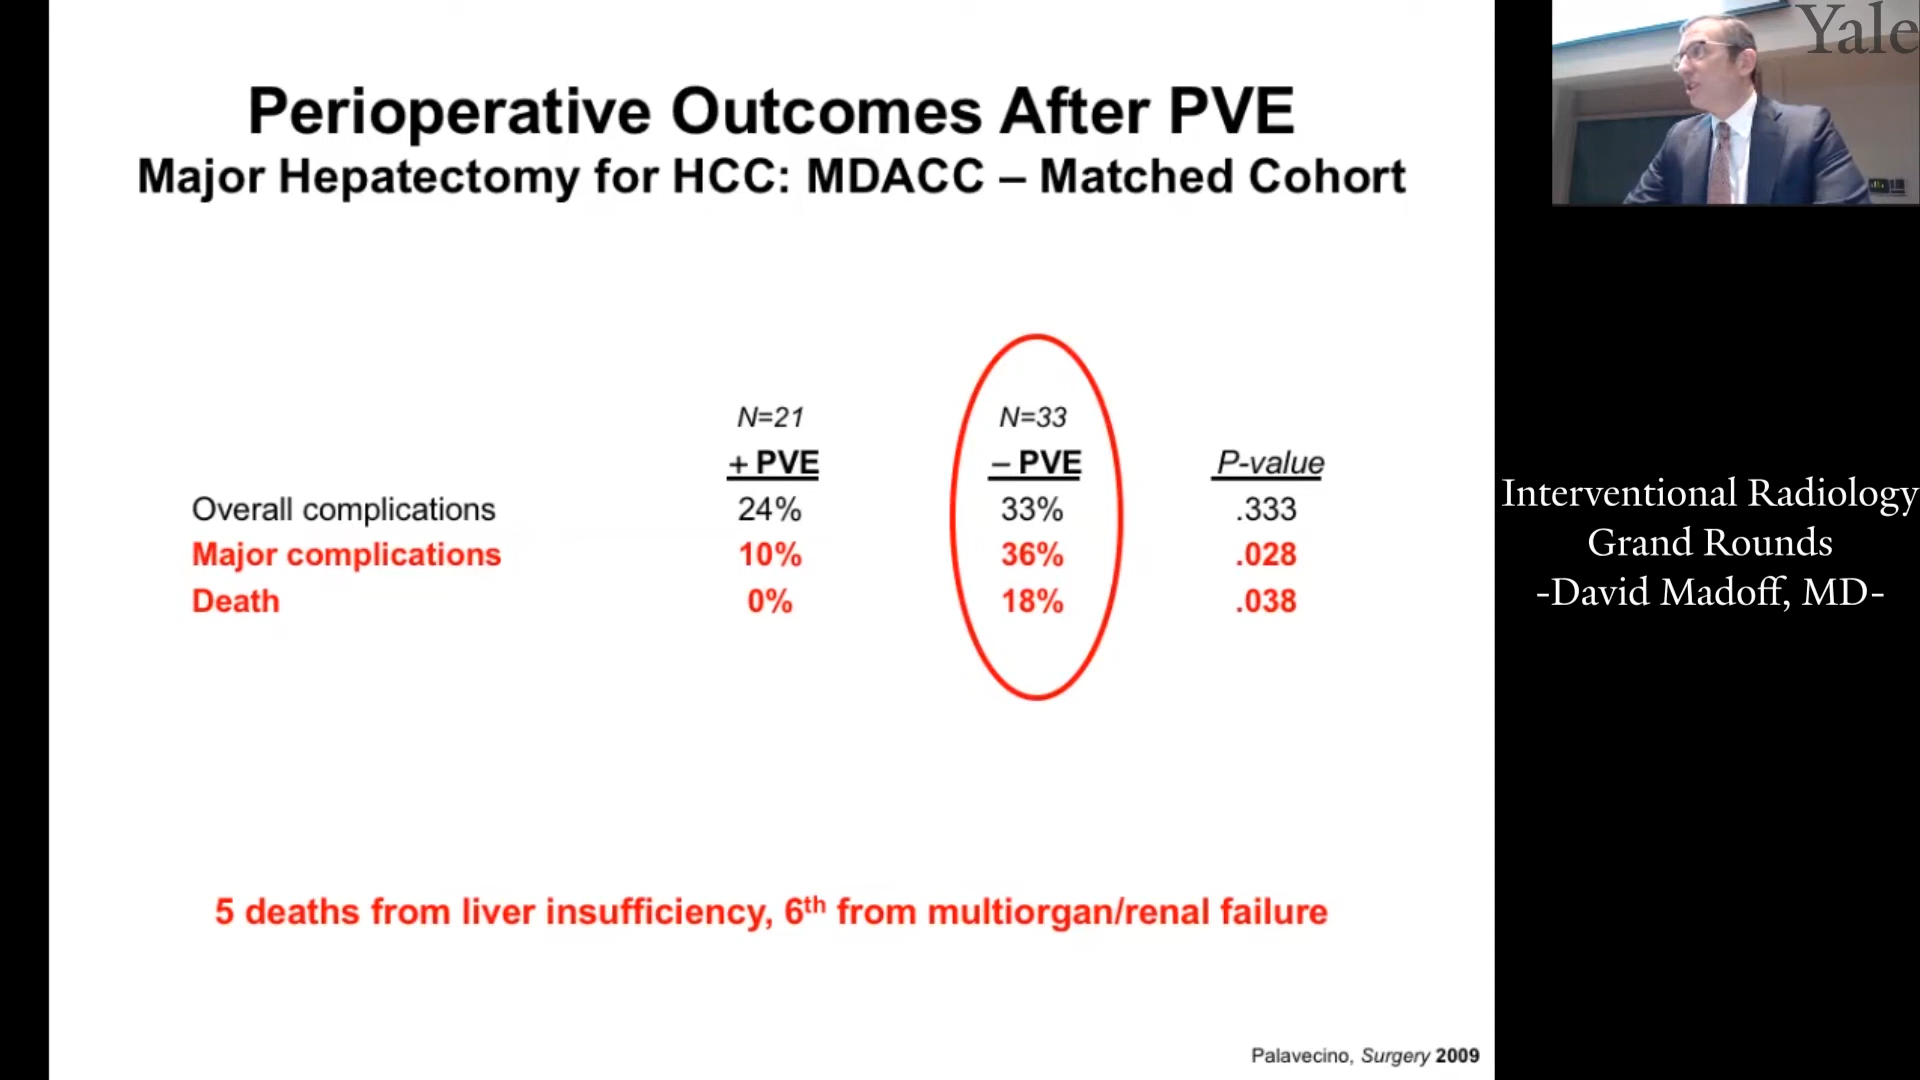 Perioperative Outcomes After PVE
Major Hepatectomy for HCC: MDACC – Matched Cohort
N=21 N=33
+ PVE – PVE P-value
Overall complications 24% 33% .333
Major complications 10% 36% .028
Death 0% 18% .038
5 deaths from liver insufficiency, 6th from multiorgan/renal failure
Palavecino, Surgery 2009
Yale
Interventional Radiology
Grand Rounds
-David Madoff, MD-